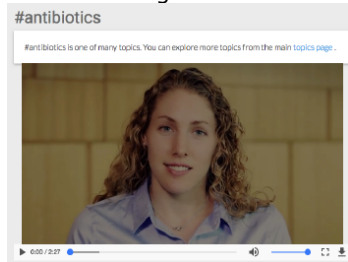 #antibiotics
#antibiotics is one of many topics. You can explore more topics from the main topics page .
0:00 / 2:27